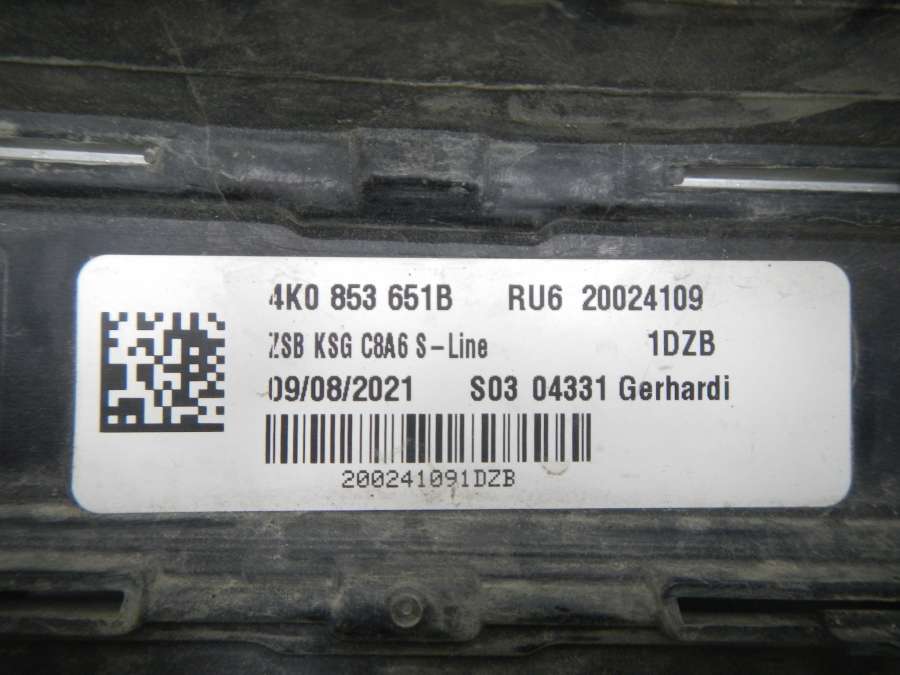 4K0 853 651B RU6 20024109
ZSB KSG C8A6 S-Line 1DZB
09/08/2021 S03 04331 Gerhardi
200241091DZB